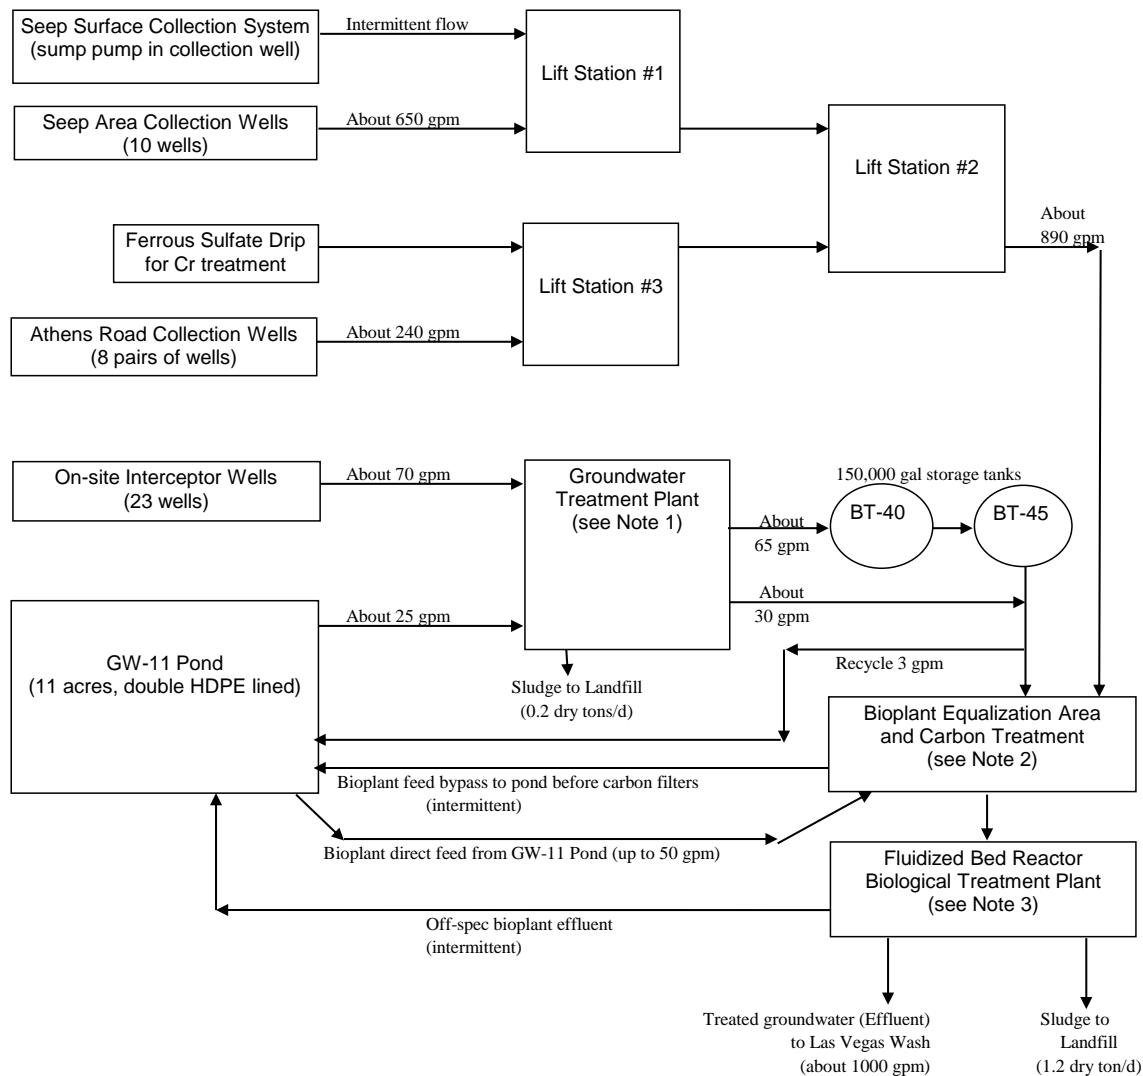 Seep Surface Collection System
(sump pump in collection well)
Intermittent flow
Lift Station #1
Seep Area Collection Wells
(10 wells)
About 650 gpm
Lift Station #2
Ferrous Sulfate Drip
for Cr treatment
Lift Station #3
About
890 gpm
Athens Road Collection Wells
(8 pairs of wells)
About 240 gpm
On-site Interceptor Wells
(23 wells)
About 70 gpm
Groundwater
Treatment Plant
(see Note 1)
150,000 gal storage tanks
BT-40
BT-45
About
65 gpm
About
30 gpm
GW-11 Pond
(11 acres, double HDPE lined)
About 25 gpm
Sludge to Landfill
(0.2 dry tons/d)
Recycle 3 gpm
Bioplant Equalization Area
and Carbon Treatment
(see Note 2)
Bioplant feed bypass to pond before carbon filters
(intermittent)
Bioplant direct feed from GW-11 Pond (up to 50 gpm)
Fluidized Bed Reactor
Biological Treatment Plant
(see Note 3)
Off-spec bioplant effluent
(intermittent)
Treated groundwater (Effluent)
to Las Vegas Wash
(about 1000 gpm)
Sludge to
Landfill
(1.2 dry ton/d)